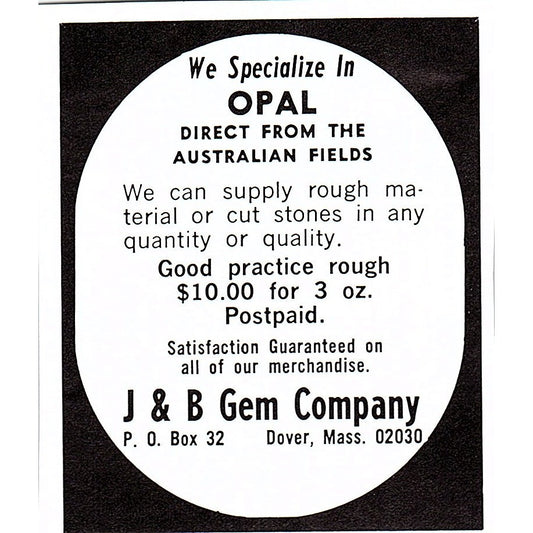 We Specialize In
OPAL
DIRECT FROM THE
AUSTRALIAN FIELDS
We can supply rough ma-
terial or cut stones in any
quantity or quality.
Good practice rough
$10.00 for 3 oz.
Postpaid.
Satisfaction Guaranteed on
all of our merchandise.
J & B Gem Company
P. O. Box 32 Dover, Mass. 02030